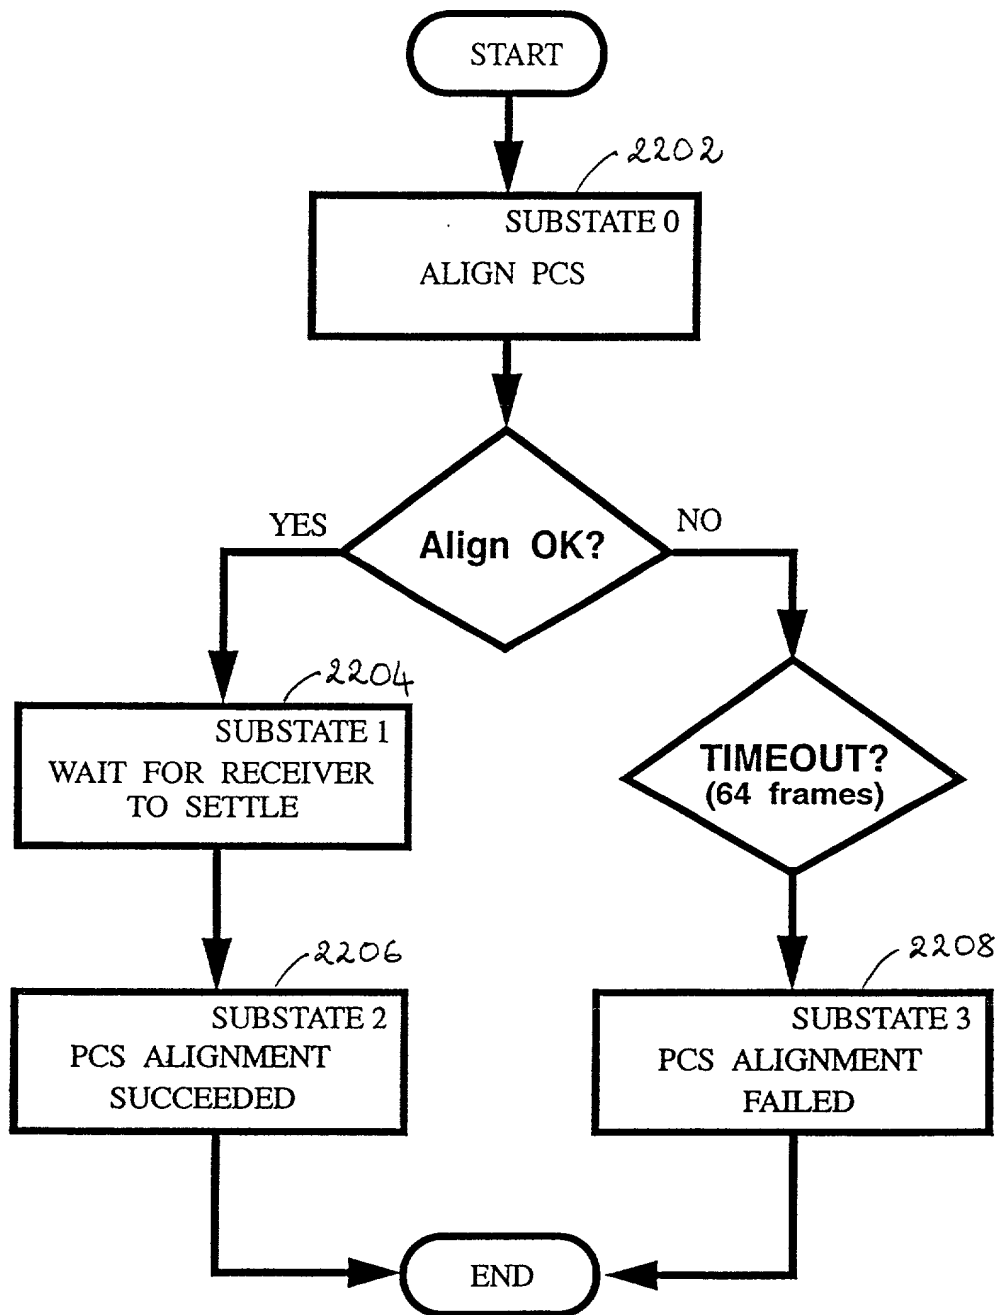 START
2202
SUBSTATE 0
ALIGN PCS
YES
Align OK?
NO
2204
SUBSTATE 1
WAIT FOR RECEIVER
TO SETTLE
TIMEOUT?
(64 frames)
2206
SUBSTATE 2
PCS ALIGNMENT
SUCCEEDED
2208
SUBSTATE 3
PCS ALIGNMENT
FAILED
END